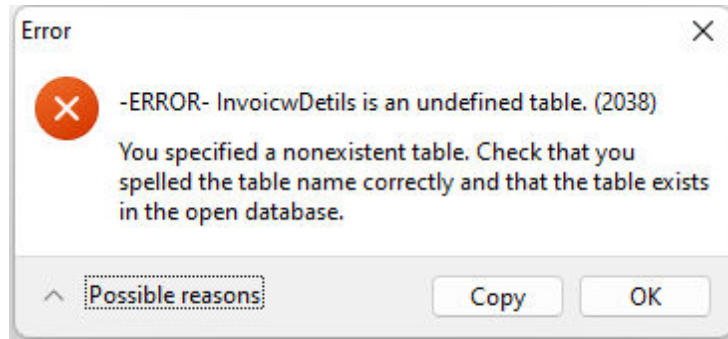 Error
-ERROR- InvoicwDetils is an undefined table. (2038)
You specified a nonexistent table. Check that you
spelled the table name correctly and that the table exists
in the open database.
Possible reasons
Copy
OK